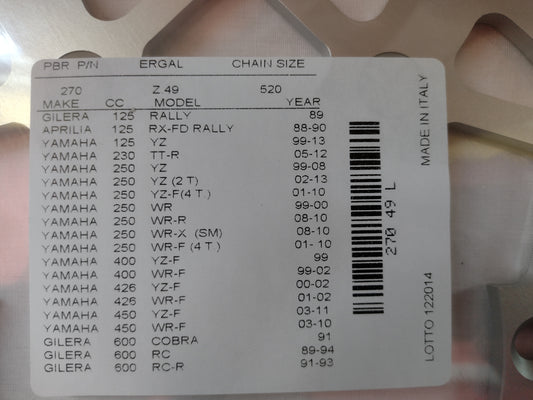 PBR P/N ERGAL CHAIN SIZE
270 Z 49 520
MAKE CC MODEL YEAR
GILERA 125 RALLY 89
APRILIA 125 RX-FD RALLY 88-90
YAMAHA 125 YZ 99-13
YAMAHA 230 TT-R 05-12
YAMAHA 250 YZ 99-08
YAMAHA 250 YZ (2 T) 02-13
YAMAHA 250 YZ-F(4 T.) 01-10
YAMAHA 250 WR 99-00
YAMAHA 250 WR-R 08-10
YAMAHA 250 WR-X (SM) 08-10
YAMAHA 250 WR-F (4 T) 01- 10
YAMAHA 400 YZ-F 99
YAMAHA 400 WR-F 99-02
YAMAHA 426 YZ-F 00-02
YAMAHA 426 WR-F 01-02
YAMAHA 450 YZ-F 03-11
YAMAHA 450 WR-F 03-10
GILERA 600 COBRA 91
GILERA 600 RC 89-94
GILERA 600 RC-R 91-93
270 49 L
MADE IN ITALY
LOTTO 122014